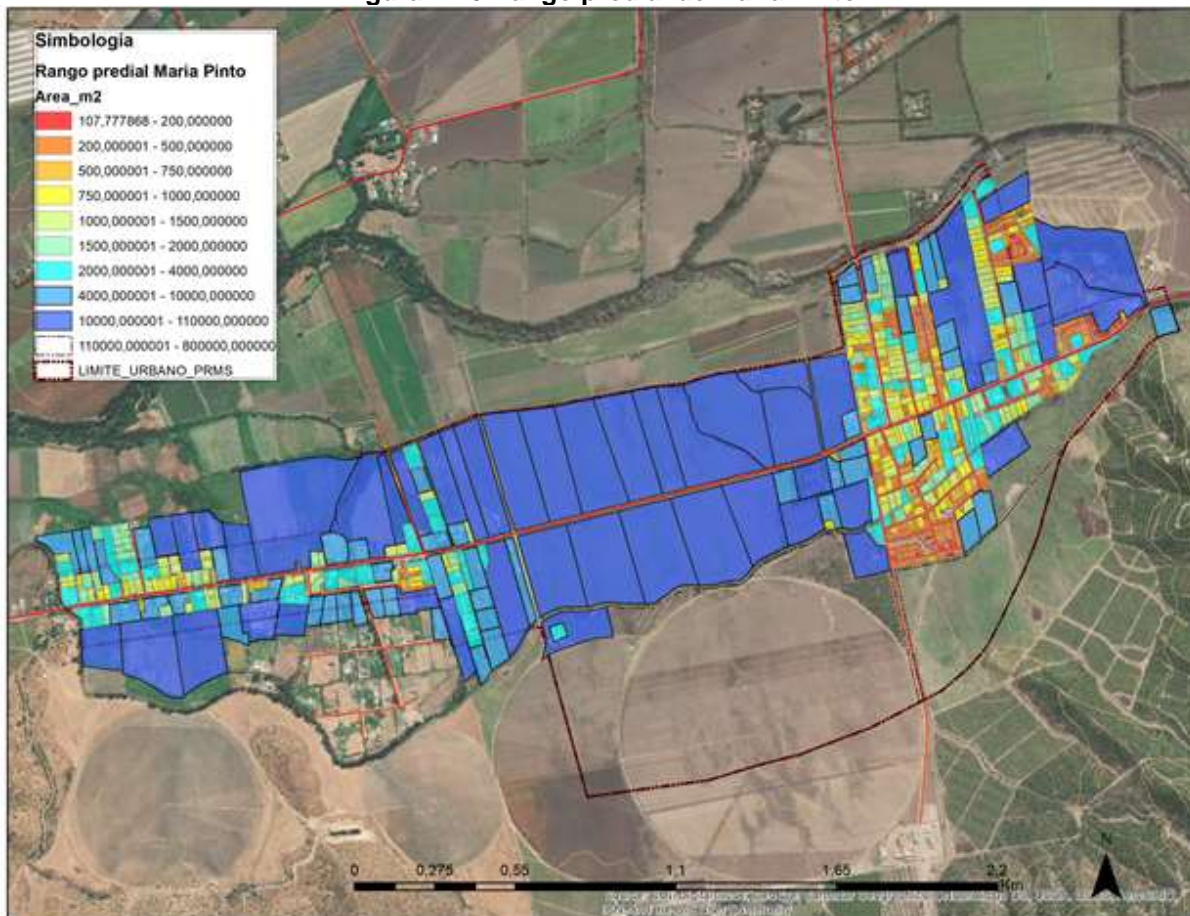 Simbologia
Rango predial Maria Pinto
Area_m2
107,777868 - 200,000000
200,000001 - 500,000000
500,000001 - 750,000000
750,000001 - 1000,000000
1000,000001 - 1500,000000
1500,000001 - 2000,000000
2000,000001 - 4000,000000
4000,000001 - 10000,000000
10000,000001 - 110000,000000
110000,000001 - 800000,000000
LIMITE_URBANO_PRMS
N
0 0,275 0,55 1,1 1,65 2,2
Km